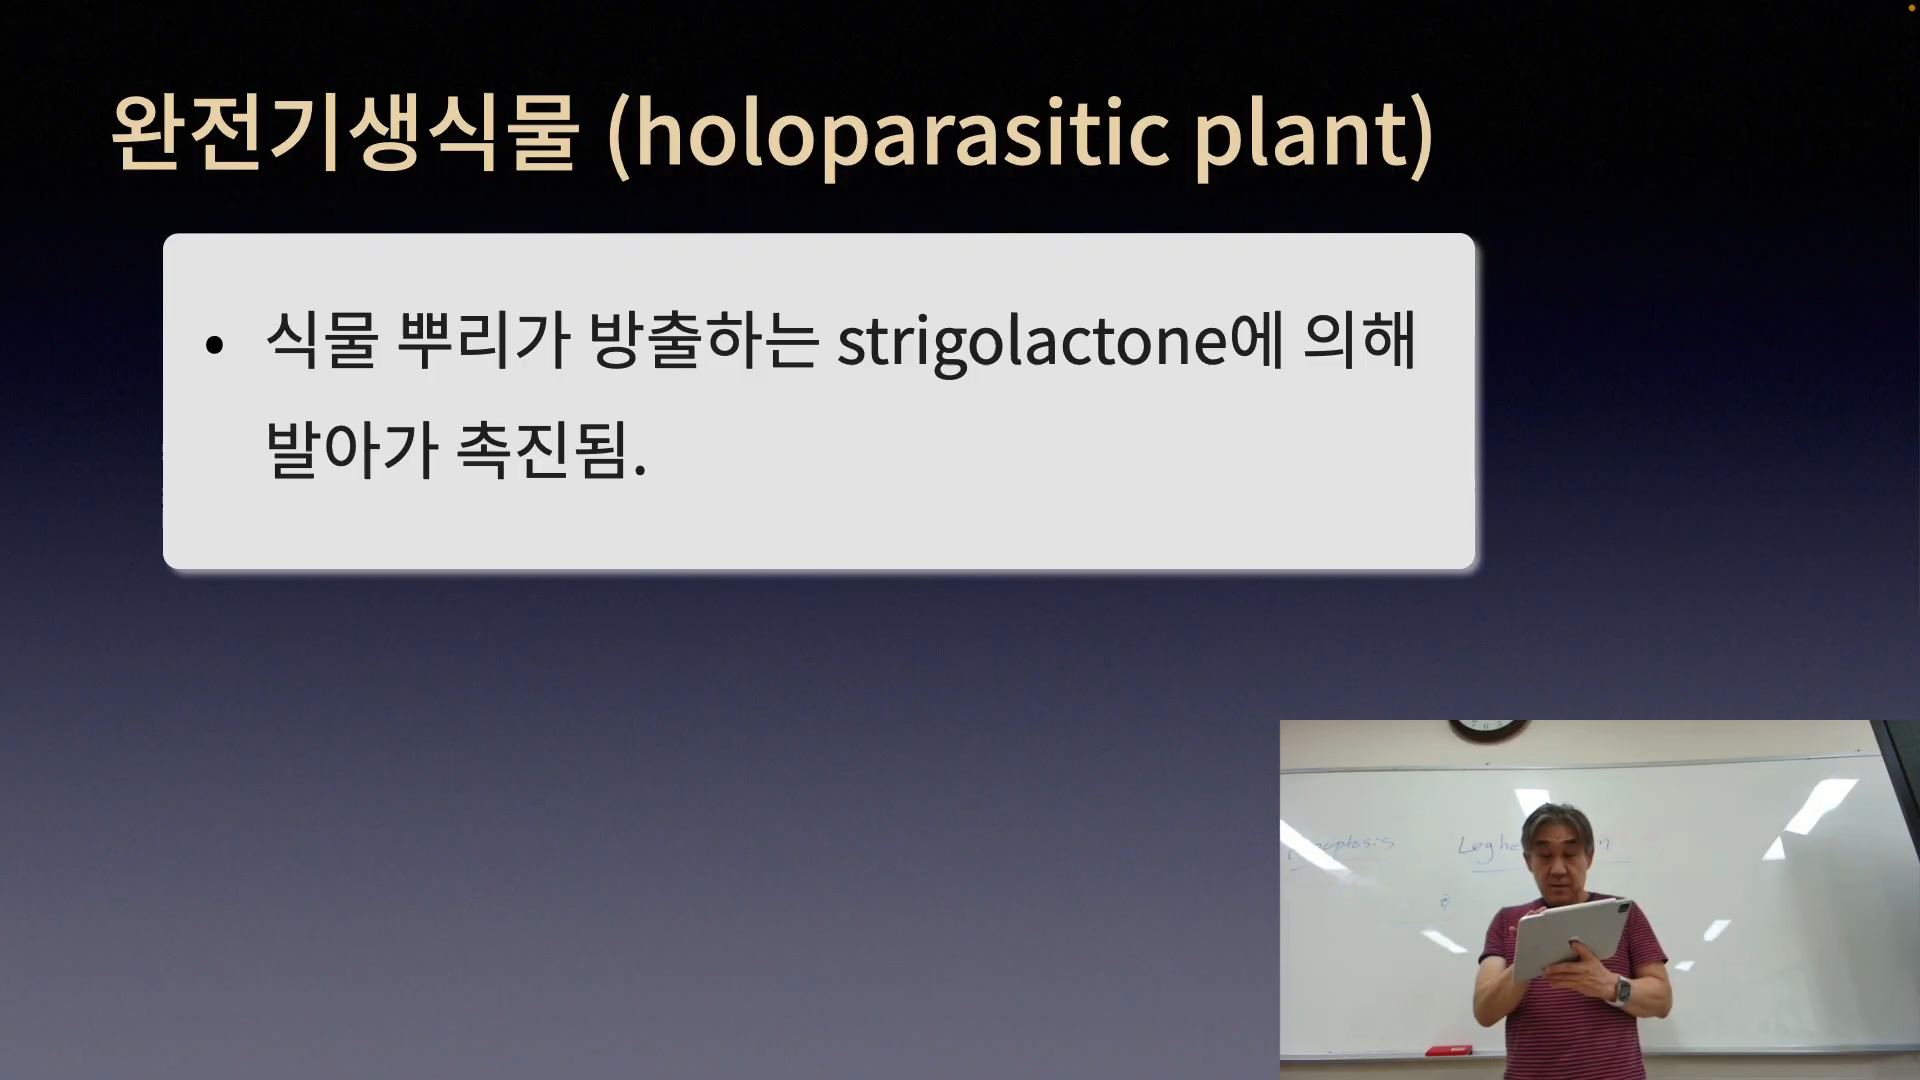 완전기생식물 (holoparasitic plant)
• 식물 뿌리가 방출하는 strigolactone에 의해
발아가 촉진됨.